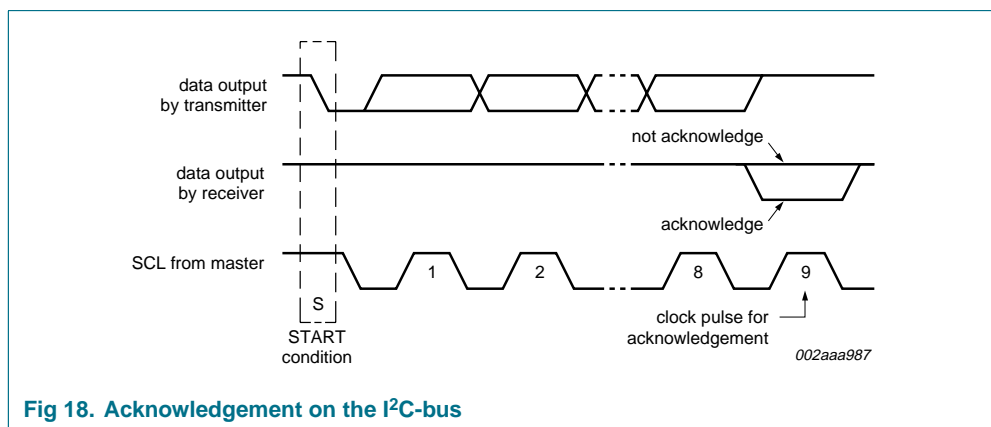 data output
by transmitter
not acknowledge
data output
by receiver
acknowledge
SCL from master
1
2
8
9
S
START
condition
clock pulse for
acknowledgement
002aaa987
Fig 18. Acknowledgement on the I²C-bus